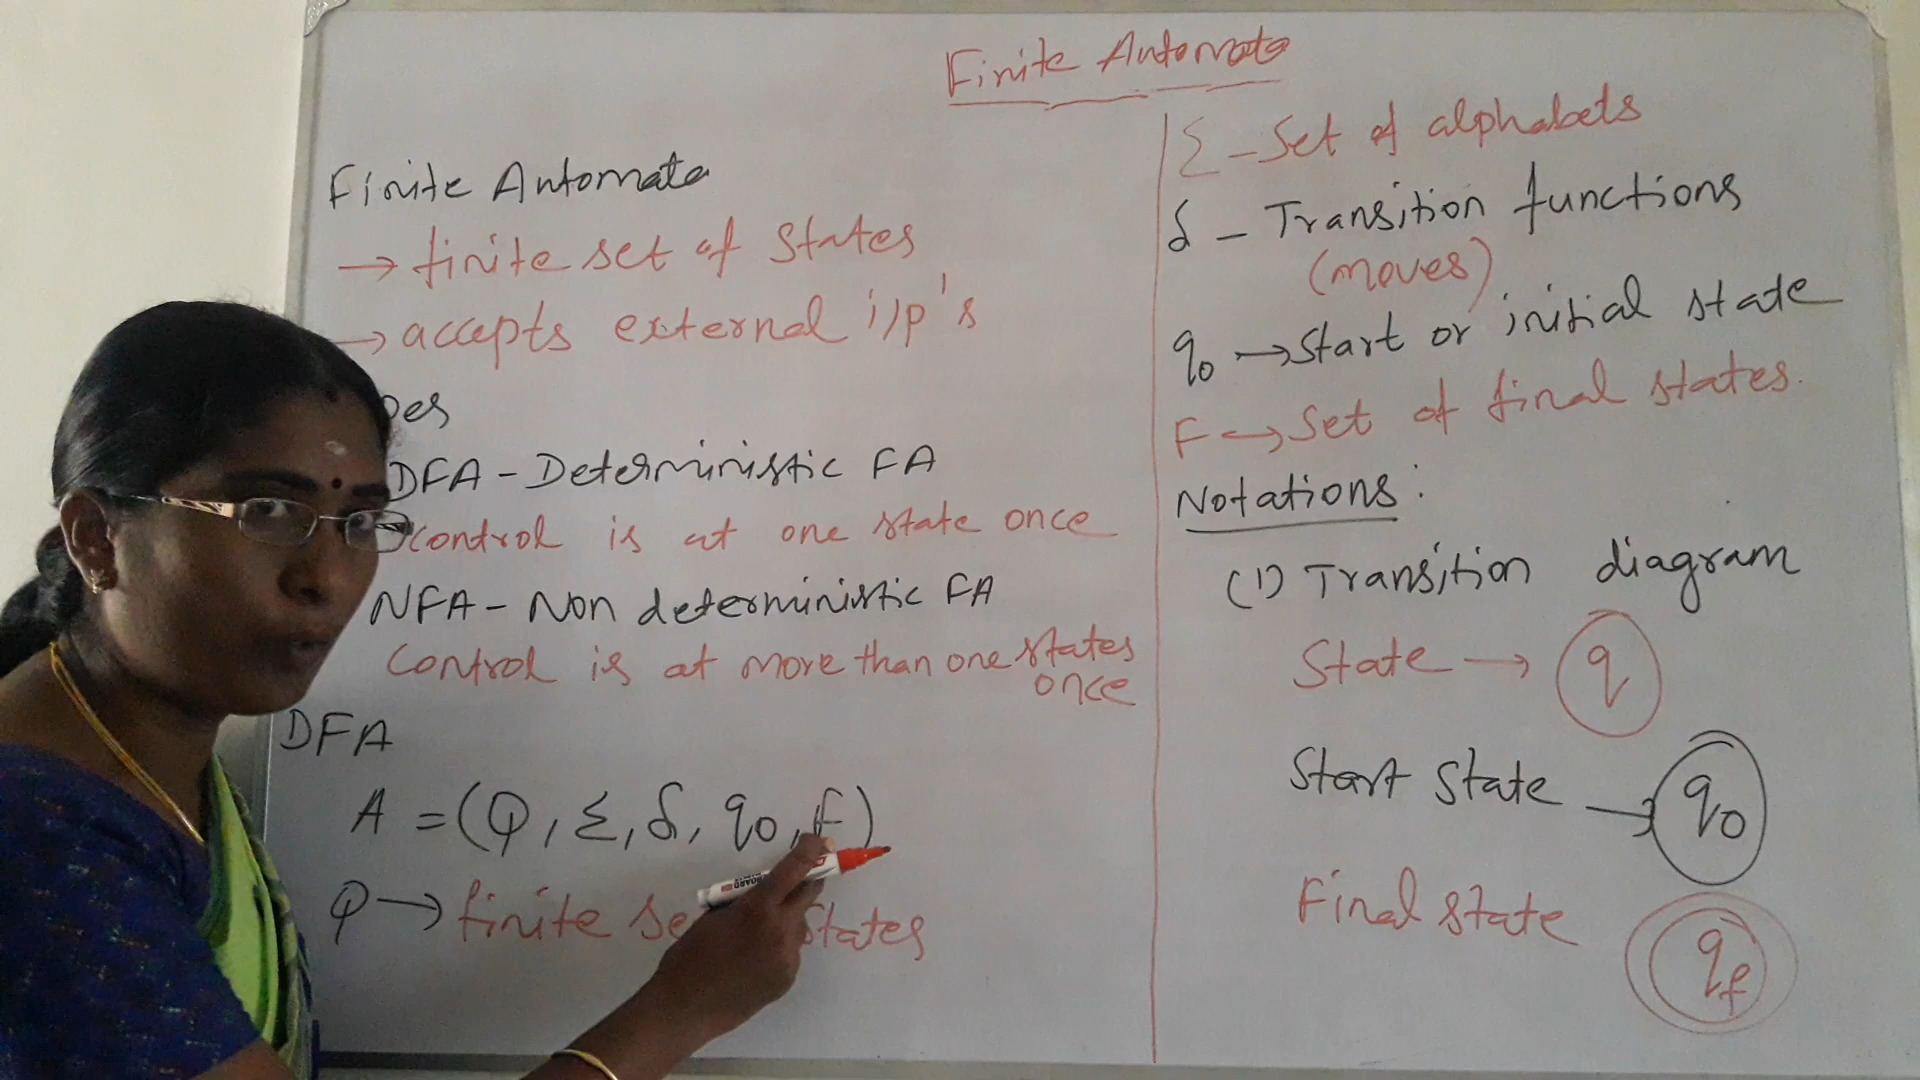 Finite Automata
Finite Automata
→ finite set of states
→ accepts external i/p's
pes
DFA - Deterministic FA
control is at one state once
NFA - Non deterministic FA
Control is at more than one states
once
DFA
A = (Q, Σ, δ, q0, F)
Q → finite se states
Σ - Set of alphabets
δ - Transition functions
(moves)
q0 → Start or initial state
F → Set of final states.
Notations:
(1) Transition diagram
State → q
Start State → q0
Final state qf